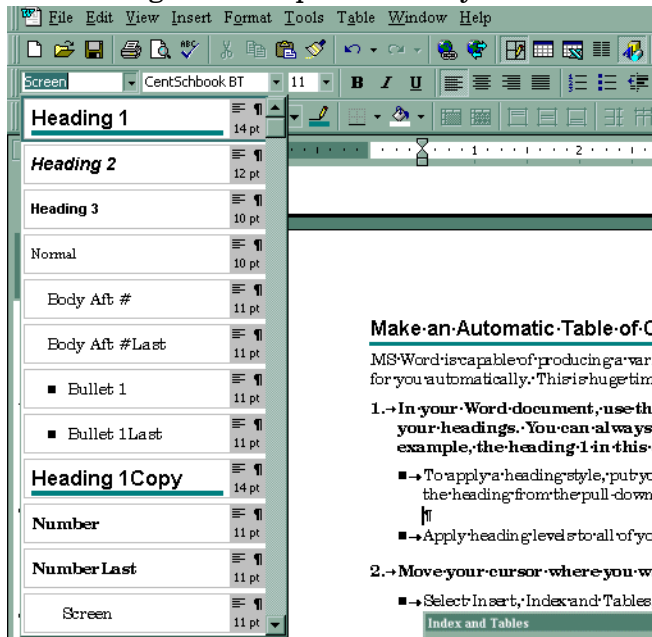 File Edit View Insert Format Tools Table Window Help
Screen CentSchbook BT 11 B I U
Heading 1 14 pt
1 2
Heading 2 12 pt
Heading 3 10 pt
Normal 10 pt
Body Aft # 11 pt
Body Aft #Last 11 pt
Bullet 1 11 pt
Bullet 1Last 11 pt
Heading 1Copy 14 pt
Number 11 pt
Number Last 11 pt
Screen 11 pt
Make·an·Automatic·Table·of·
MS·Word·is·capable·of·producing·a·
for·you·automatically.·This·is·huge·
1.→In·your·Word·document,·use·
your·headings.·You·can·always
example,·the·heading·1·in·this·
■→To·apply·a·heading·style,·put·
the·heading·from·the·pull-down
¶
■→Apply·heading·levels·to·all·of·
2.→Move·your·cursor·where·you·
■→Select·Insert,·Index·and·Tables
Index and Tables